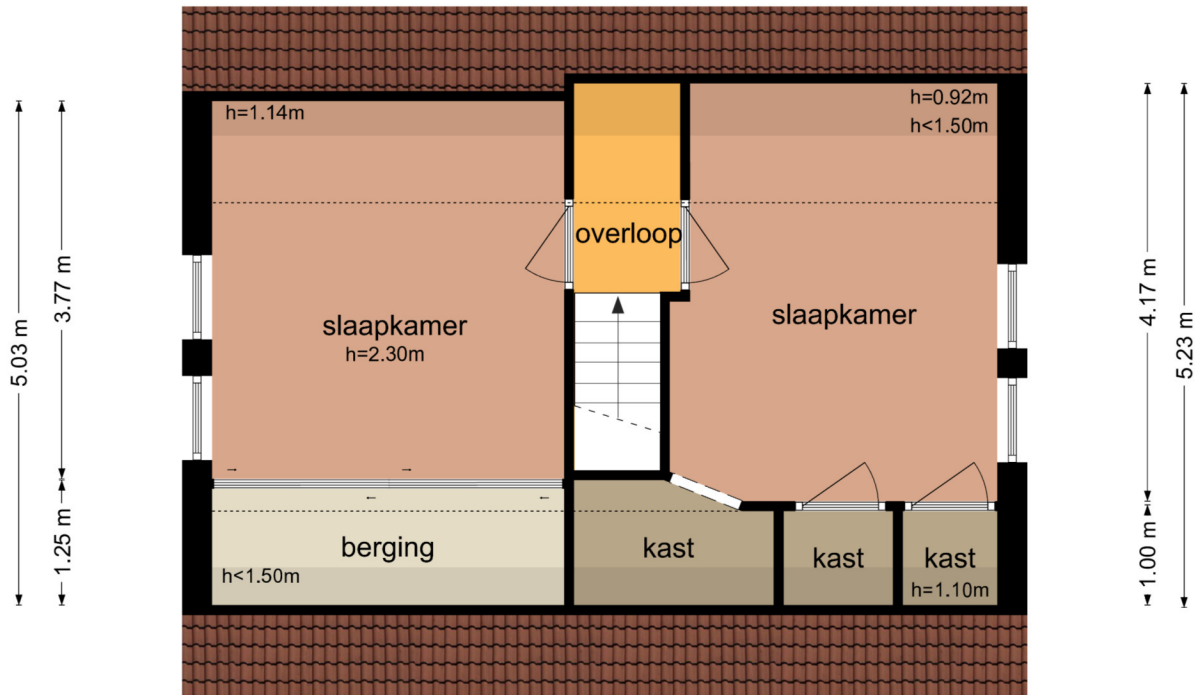 h=1.14m
h=0.92m
h<1.50m
overloop
slaapkamer
h=2.30m
slaapkamer
5.03 m
3.77 m
4.17 m
5.23 m
1.25 m
1.00 m
berging
h<1.50m
kast
kast
kast
h=1.10m